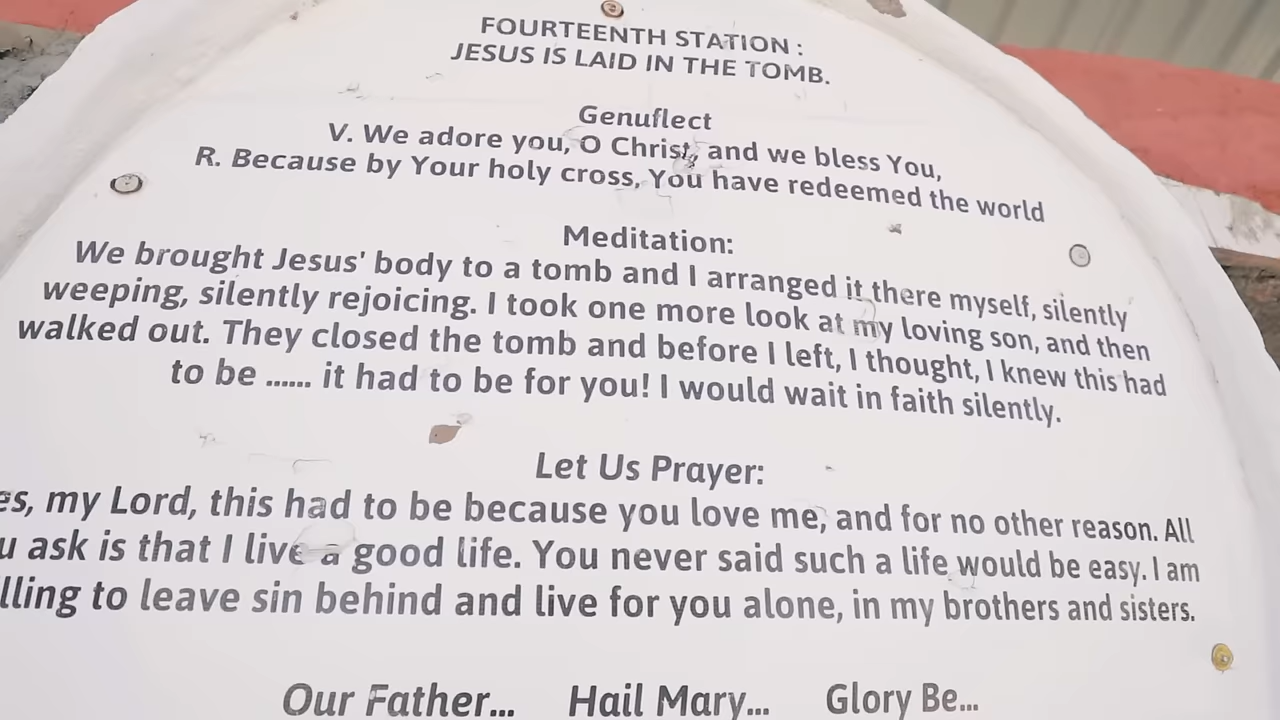 FOURTEENTH STATION :
JESUS IS LAID IN THE TOMB.
Genuflect
V. We adore you, O Christ, and we bless You,
R. Because by Your holy cross, You have redeemed the world
Meditation:
We brought Jesus' body to a tomb and I arranged it there myself, silently
weeping, silently rejoicing. I took one more look at my loving son, and then
walked out. They closed the tomb and before I left, I thought, I knew this had
to be ...... it had to be for you! I would wait in faith silently.
Let Us Prayer:
my Lord, this had to be because you love me, and for no other reason. All
ask is that I live a good life. You never said such a life would be easy. I am
to leave sin behind and live for you alone, in my brothers and sisters.
Our Father... Hail Mary... Glory Be...